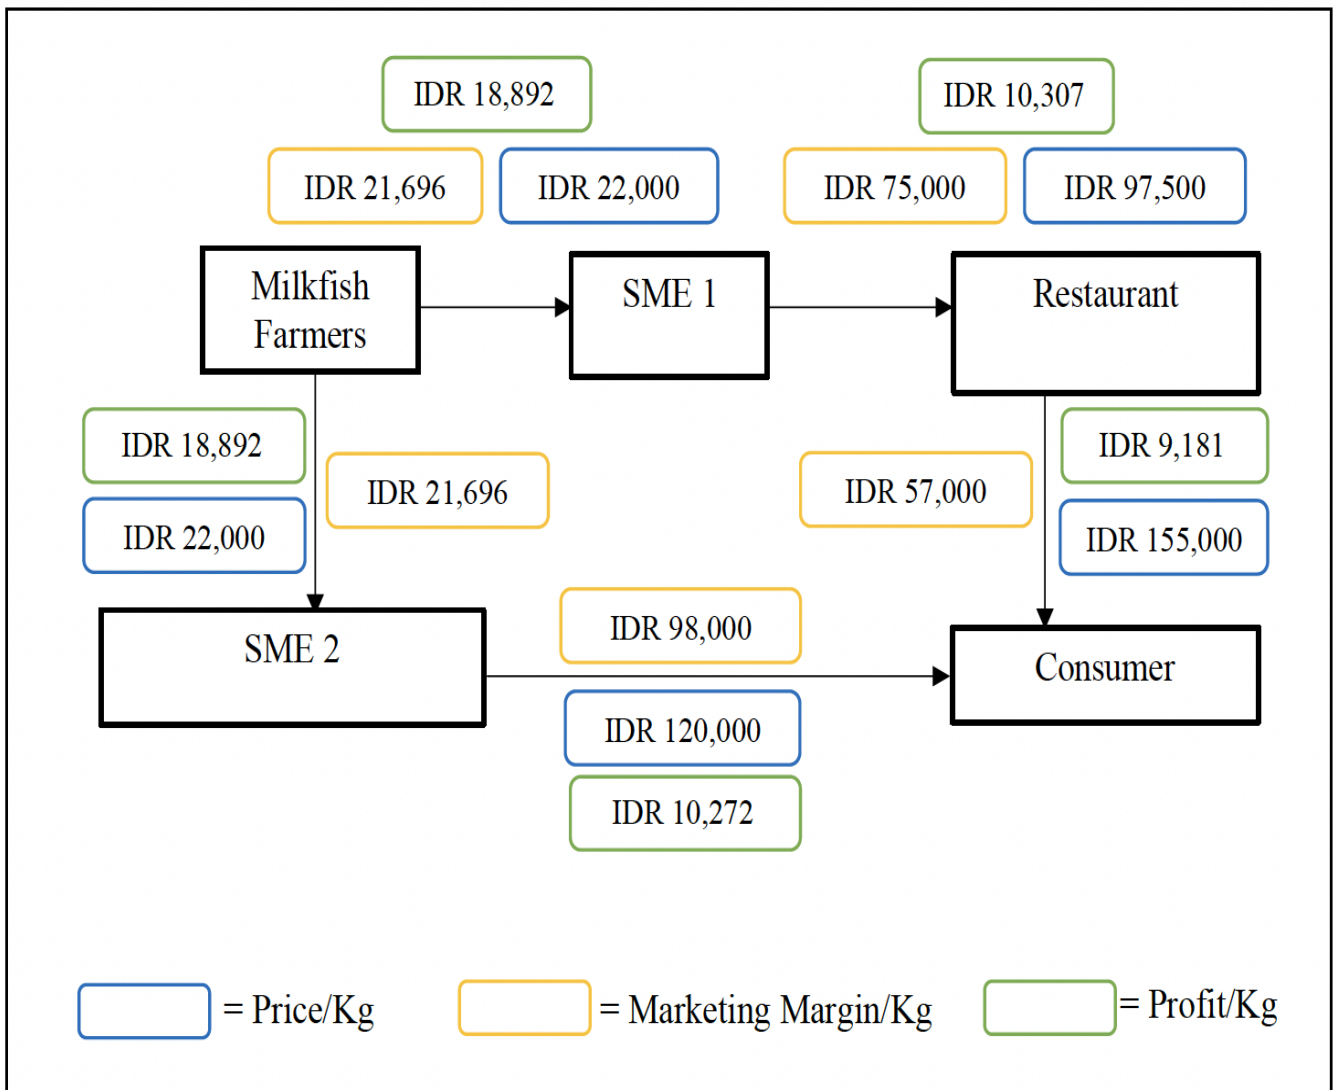 IDR 18,892
IDR 10,307
IDR 21,696
IDR 22,000
IDR 75,000
IDR 97,500
Milkfish
Farmers
SME 1
Restaurant
IDR 18,892
IDR 21,696
IDR 22,000
IDR 57,000
IDR 9,181
IDR 155,000
SME 2
IDR 98,000
IDR 120,000
IDR 10,272
Consumer
= Price/Kg
= Marketing Margin/Kg
= Profit/Kg